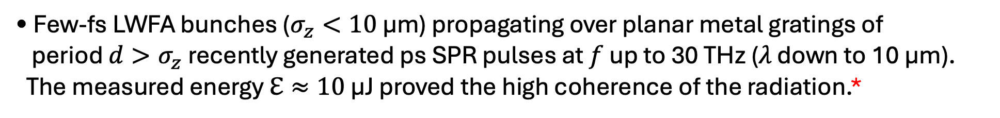 • Few-fs LWFA bunches (σ_z < 10 μm) propagating over planar metal gratings of
period d > σ_z recently generated ps SPR pulses at f up to 30 THz (λ down to 10 μm).
The measured energy Ɛ ≈ 10 μJ proved the high coherence of the radiation.*